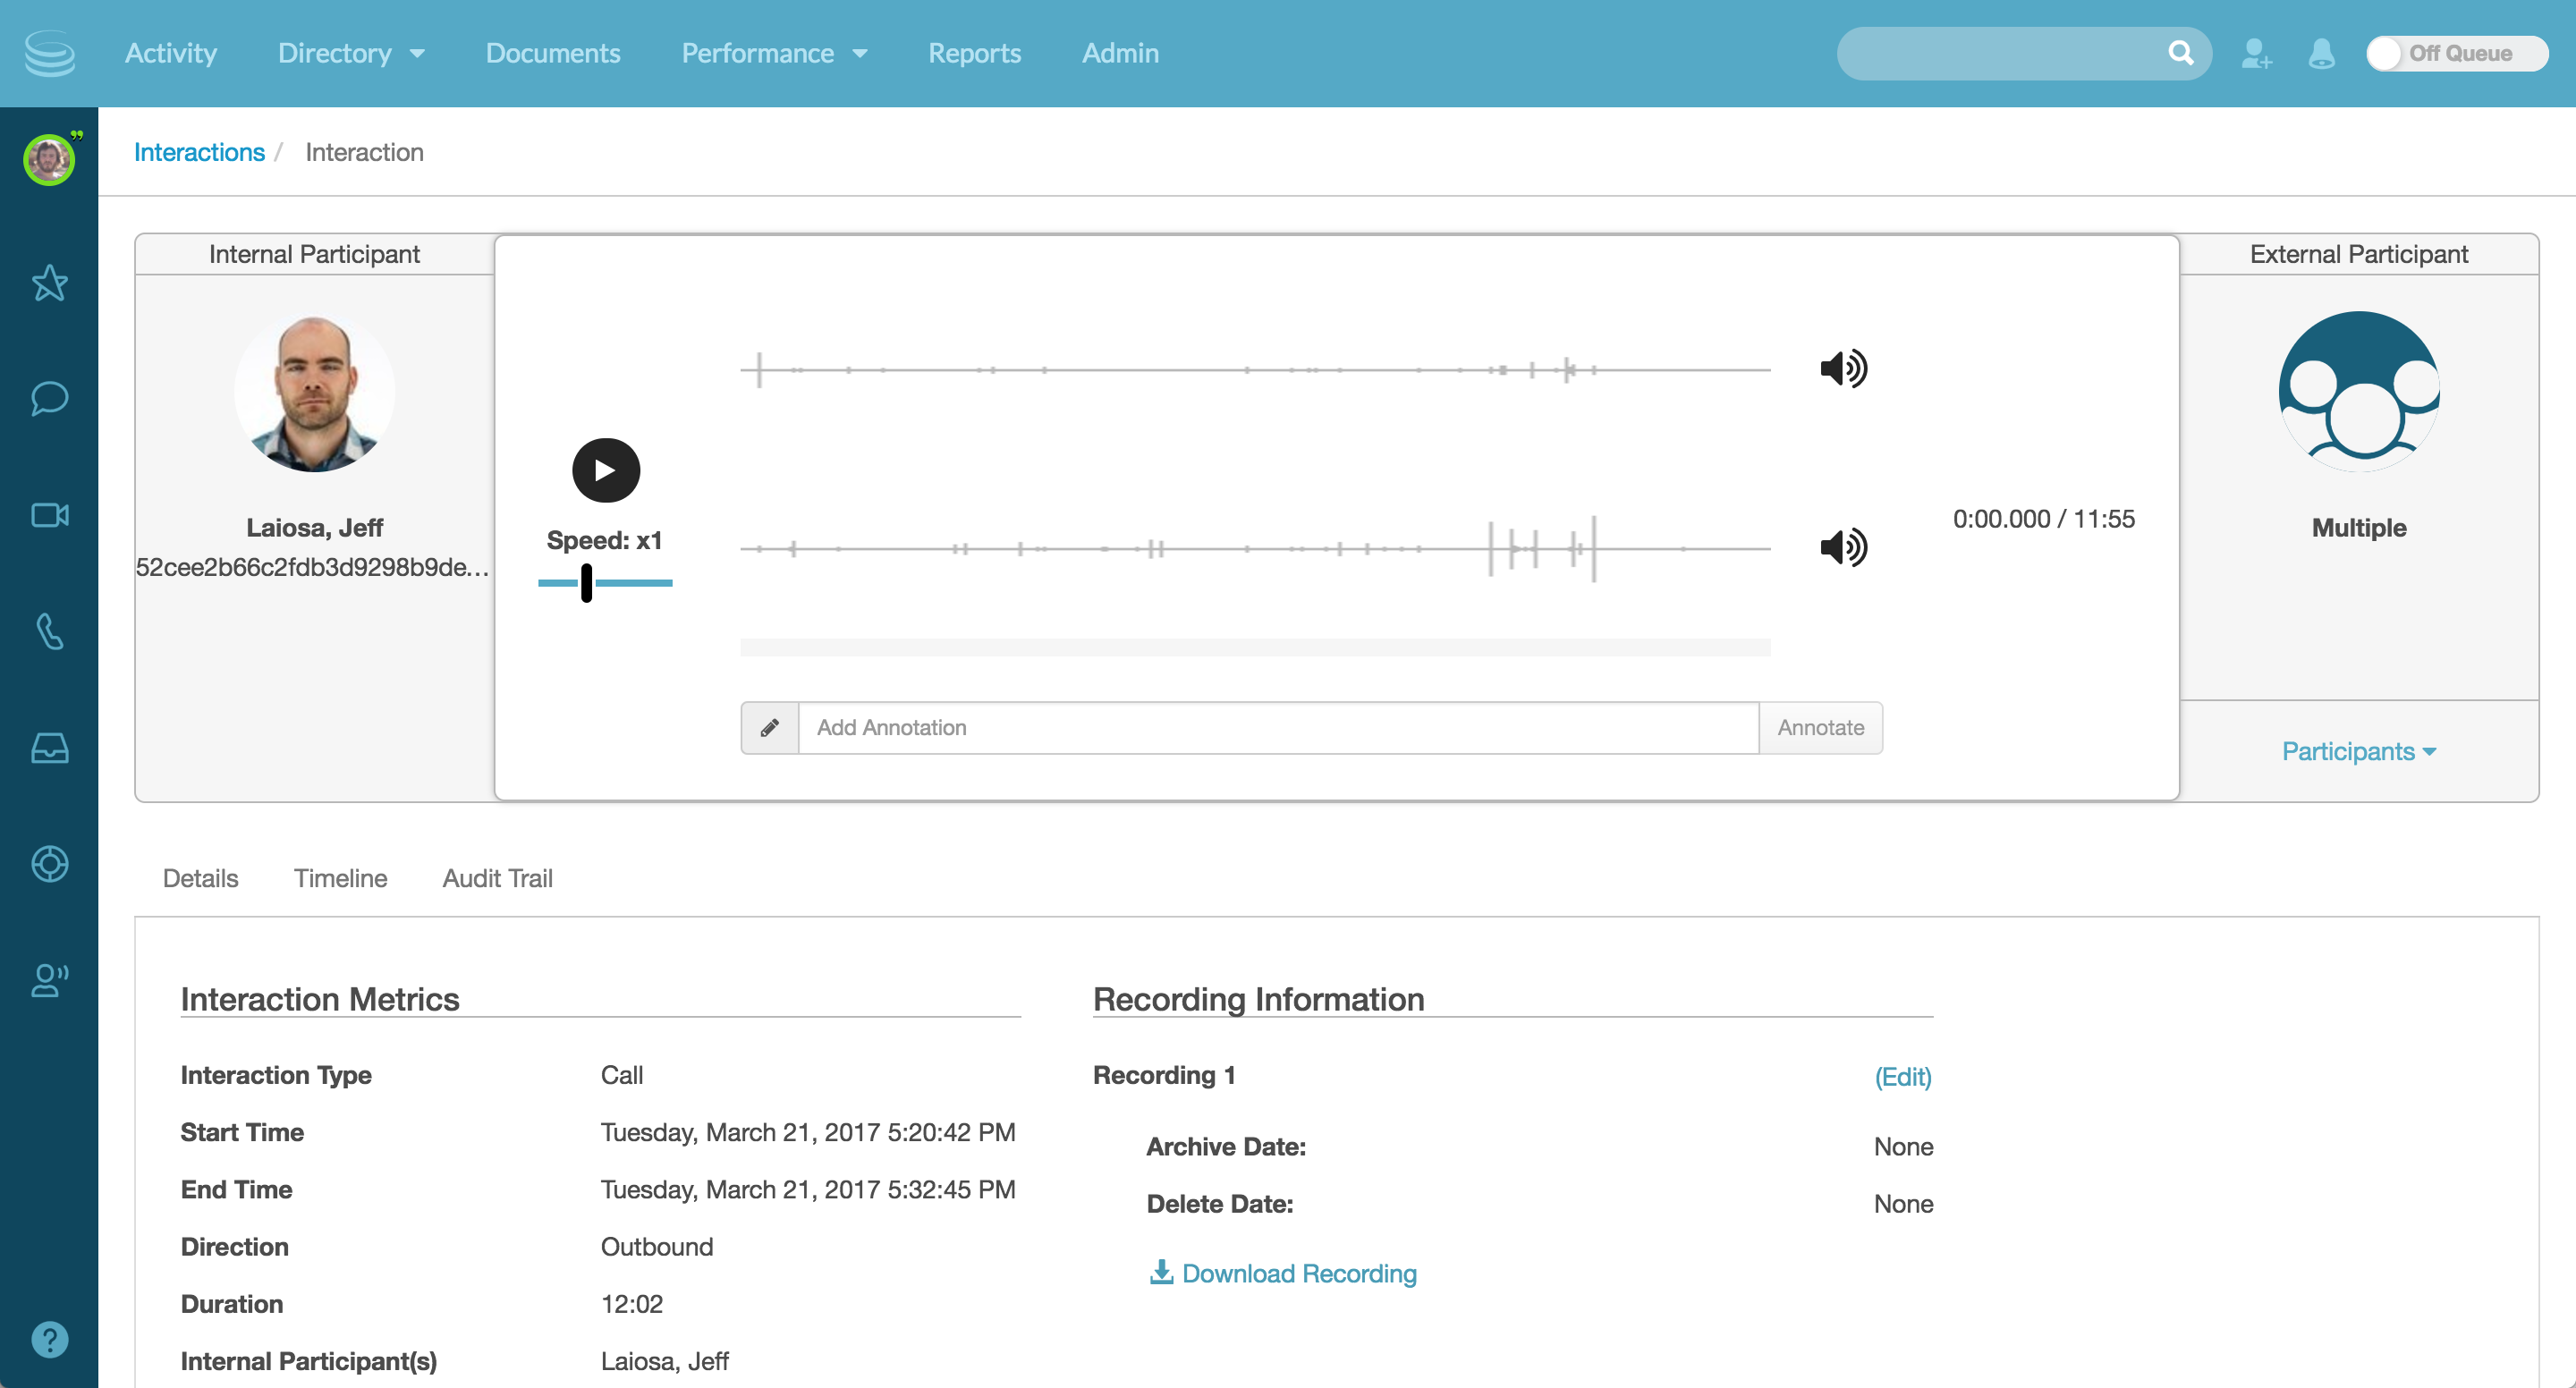 Activity Directory Documents Performance Reports Admin Off Queue
Interactions / Interaction
Internal Participant
Laiosa, Jeff
52cee2b66c2fdb3d9298b9de...
Speed: x1
0:00.000 / 11:55
Add Annotation Annotate
External Participant
Multiple
Participants
Details Timeline Audit Trail
Interaction Metrics
Interaction Type Call
Start Time Tuesday, March 21, 2017 5:20:42 PM
End Time Tuesday, March 21, 2017 5:32:45 PM
Direction Outbound
Duration 12:02
Internal Participant(s) Laiosa, Jeff
Recording Information
Recording 1 (Edit)
Archive Date: None
Delete Date: None
Download Recording